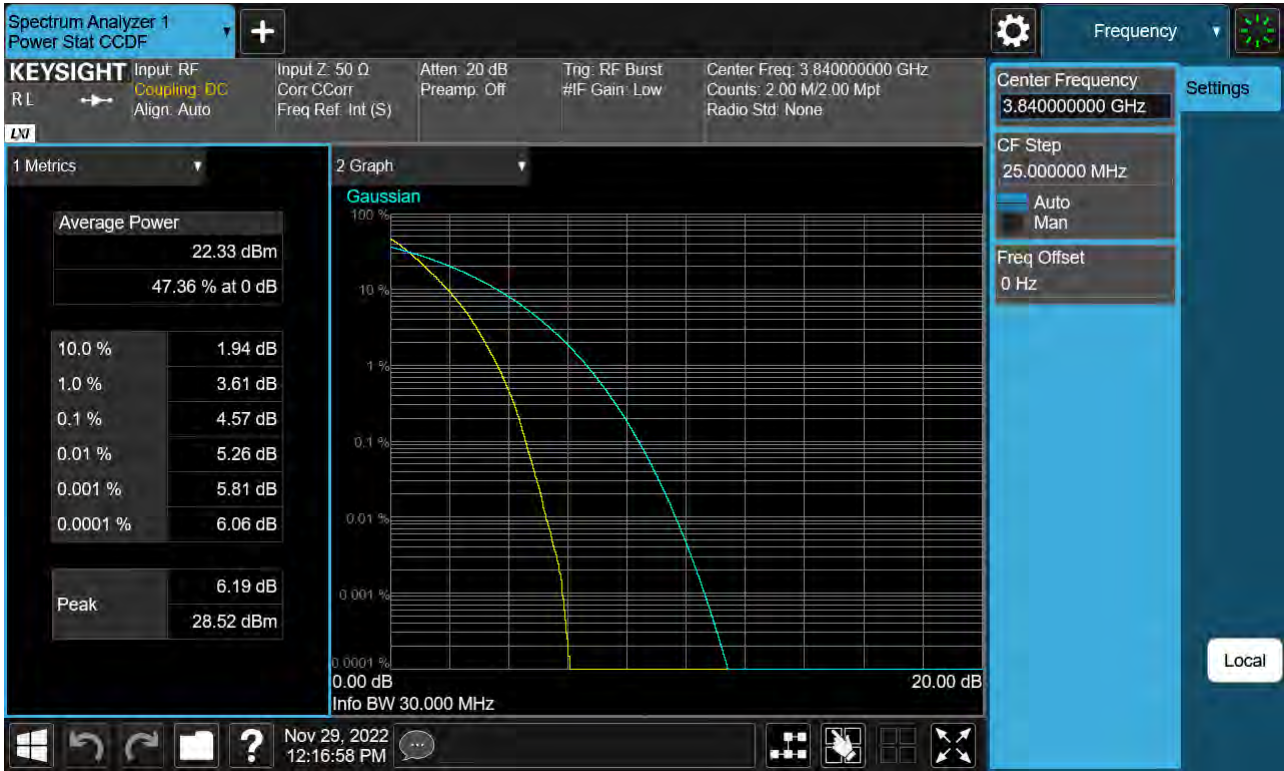 Spectrum Analyzer 1
Power Stat CCDF
+
Frequency
KEYSIGHT
RL
LXI
Input: RF
Coupling: DC
Align: Auto
Input Z: 50 Ω
Corr CCorr
Freq Ref: Int (S)
Atten: 20 dB
Preamp: Off
Trig: RF Burst
#IF Gain: Low
Center Freq: 3.840000000 GHz
Counts: 2.00 M/2.00 Mpt
Radio Std: None
Center Frequency
3.840000000 GHz
Settings
CF Step
25.000000 MHz
Auto
Man
Freq Offset
0 Hz
1 Metrics
Average Power
22.33 dBm
47.36 % at 0 dB
10.0 % 1.94 dB
1.0 % 3.61 dB
0.1 % 4.57 dB
0.01 % 5.26 dB
0.001 % 5.81 dB
0.0001 % 6.06 dB
Peak
6.19 dB
28.52 dBm
2 Graph
Gaussian
100 %
10 %
1 %
0.1 %
0.01 %
0.001 %
0.0001 %
0.00 dB 20.00 dB
Info BW 30.000 MHz
Local
?
Nov 29, 2022
12:16:58 PM